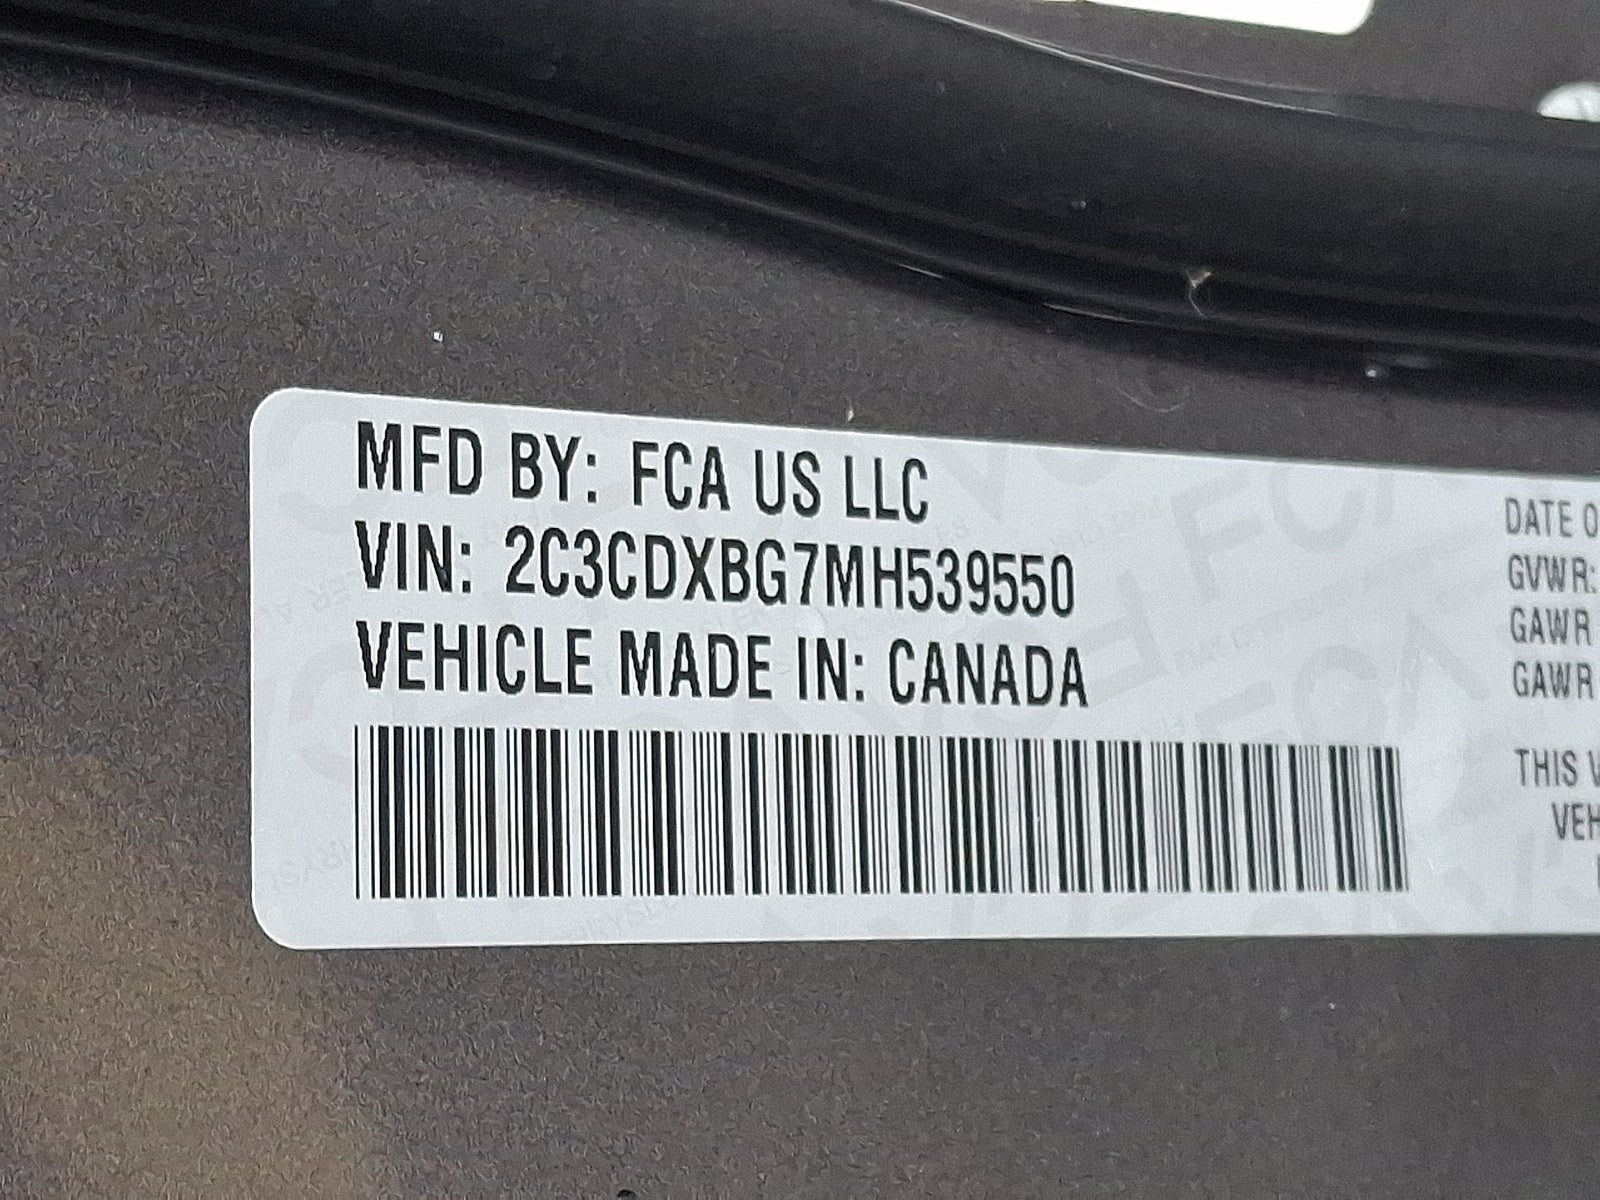 MFD BY: FCA US LLC
VIN: 2C3CDXBG7MH539550
VEHICLE MADE IN: CANADA
DATE O
GVWR:
GAWR
GAWR
THIS V
VEH